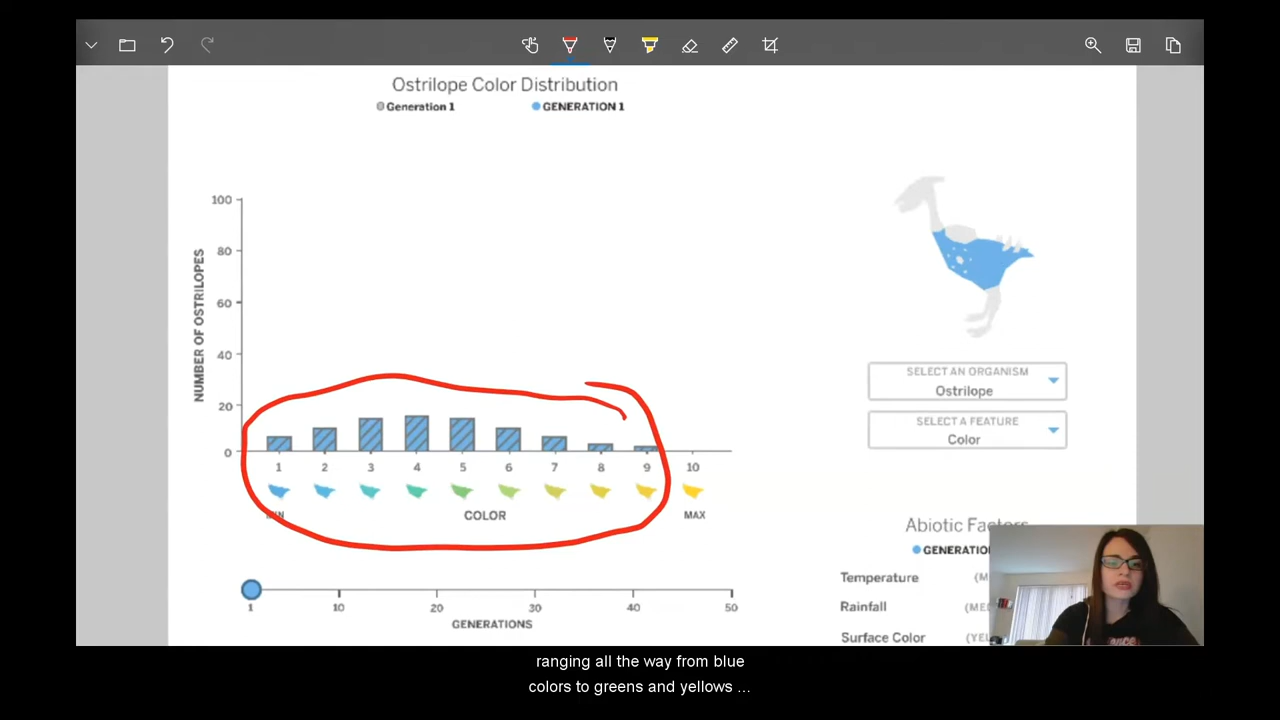 Ostrilope Color Distribution
Generation 1
GENERATION 1
100
80
60
40
20
0
NUMBER OF OSTRILOPES
1 2 3 4 5 6 7 8 9 10
COLOR
MAX
1 10 20 30 40 50
GENERATIONS
SELECT AN ORGANISM
Ostrilope
SELECT A FEATURE
Color
Abiotic Factors
Temperature
Rainfall
Surface Color
ranging all the way from blue
colors to greens and yellows ...